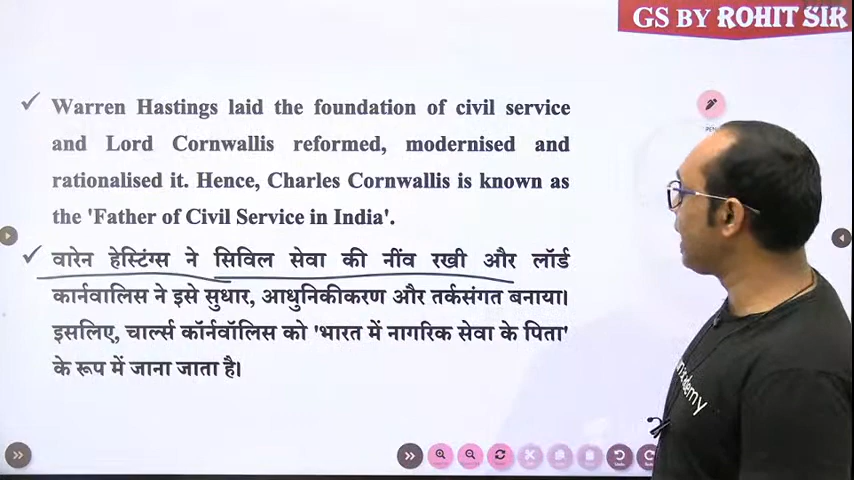 GS BY ROHIT SIR
Warren Hastings laid the foundation of civil service
and Lord Cornwallis reformed, modernised and
rationalised it. Hence, Charles Cornwallis is known as
the 'Father of Civil Service in India'.
वारेन हेस्टिंग्स ने सिविल सेवा की नींव रखी और लॉर्ड
कार्नवालिस ने इसे सुधार, आधुनिकीकरण और तर्कसंगत बनाया।
इसलिए, चार्ल्स कॉर्नवॉलिस को 'भारत में नागरिक सेवा के पिता'
के रूप में जाना जाता है।
Undo